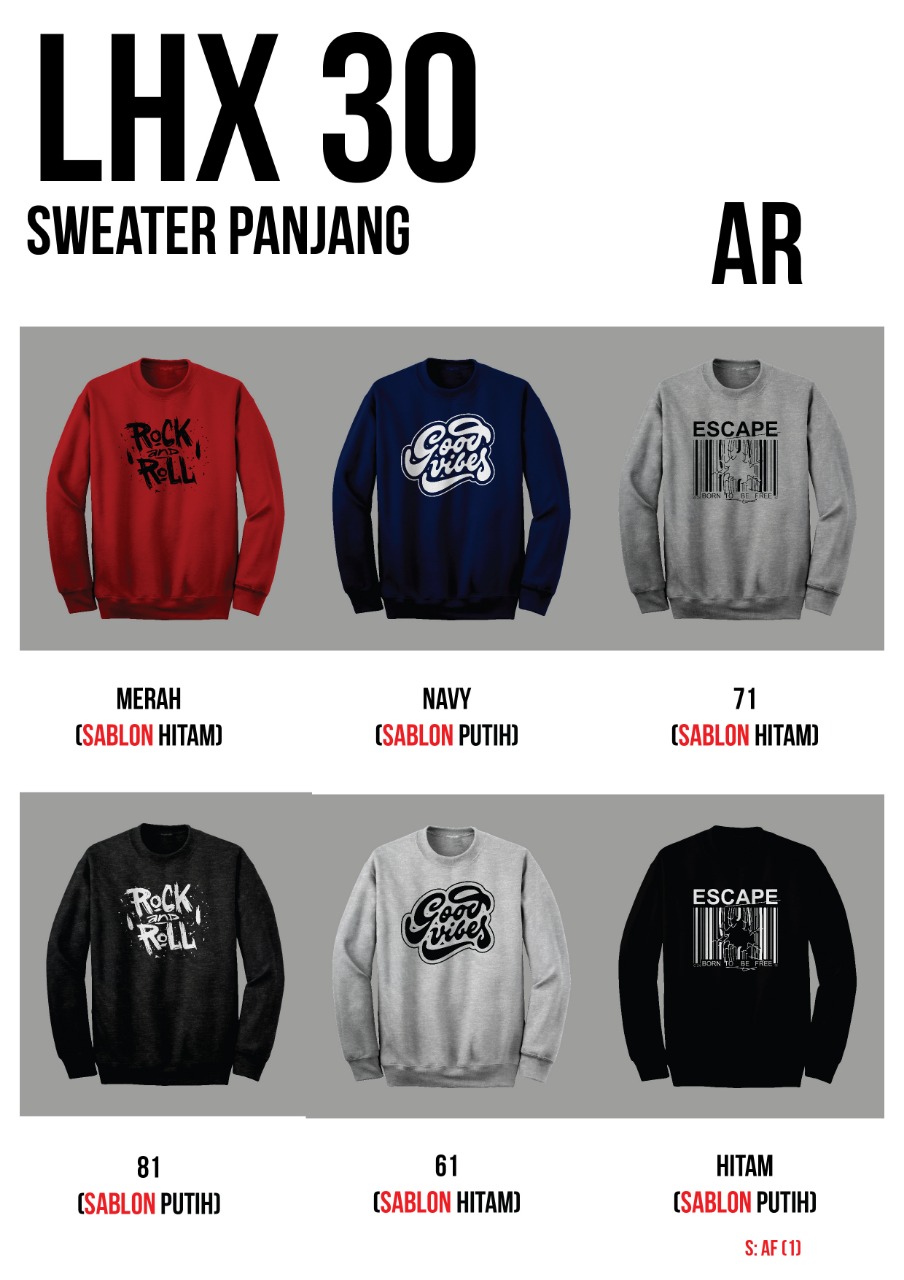 LHX 30
SWEATER PANJANG
AR
ROCK
and
ROLL
Good
vibes
ESCAPE
BORN TO BE FREE
MERAH
(SABLON HITAM)
NAVY
(SABLON PUTIH)
71
(SABLON HITAM)
ROCK
and
ROLL
Good
vibes
ESCAPE
BORN TO BE FREE
81
(SABLON PUTIH)
61
(SABLON HITAM)
HITAM
(SABLON PUTIH)
S: AF (1)